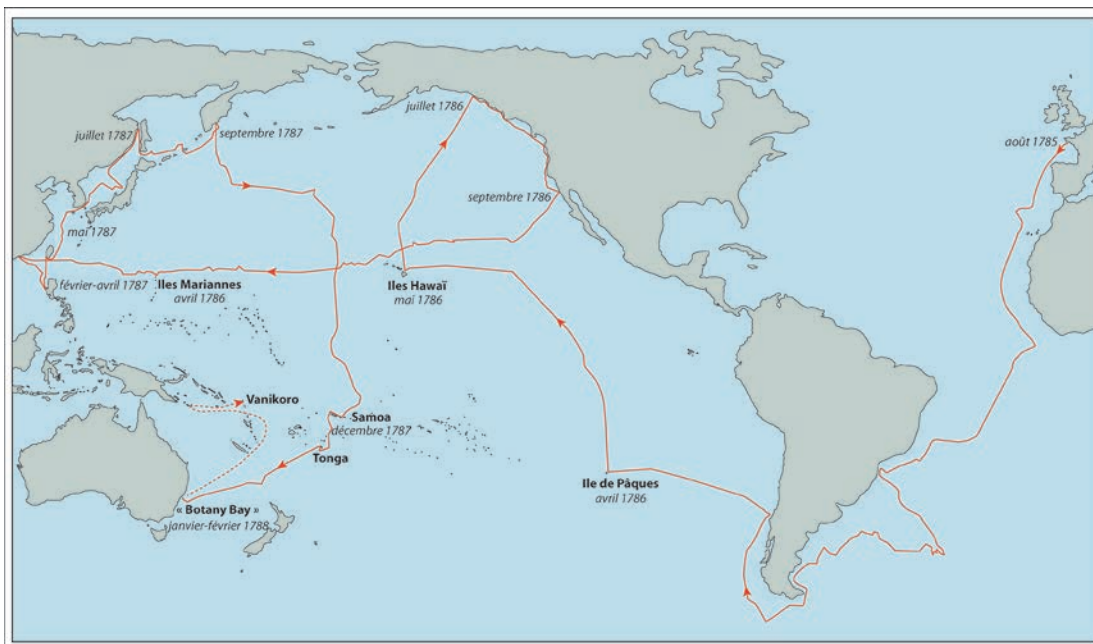 juillet 1786
juillet 1787
septembre 1787
août 1785
septembre 1786
mai 1787
février-avril 1787
Iles Mariannes
avril 1786
Iles Hawaï
mai 1786
Vanikoro
Samoa
décembre 1787
Tonga
Ile de Pâques
avril 1786
« Botany Bay »
janvier-février 1788